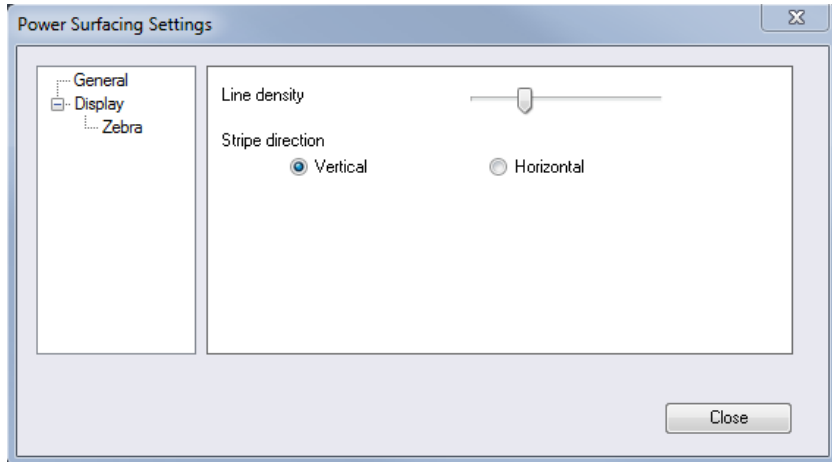 Power Surfacing Settings
General
Display
Zebra
Line density
Stripe direction
Vertical Horizontal
Close